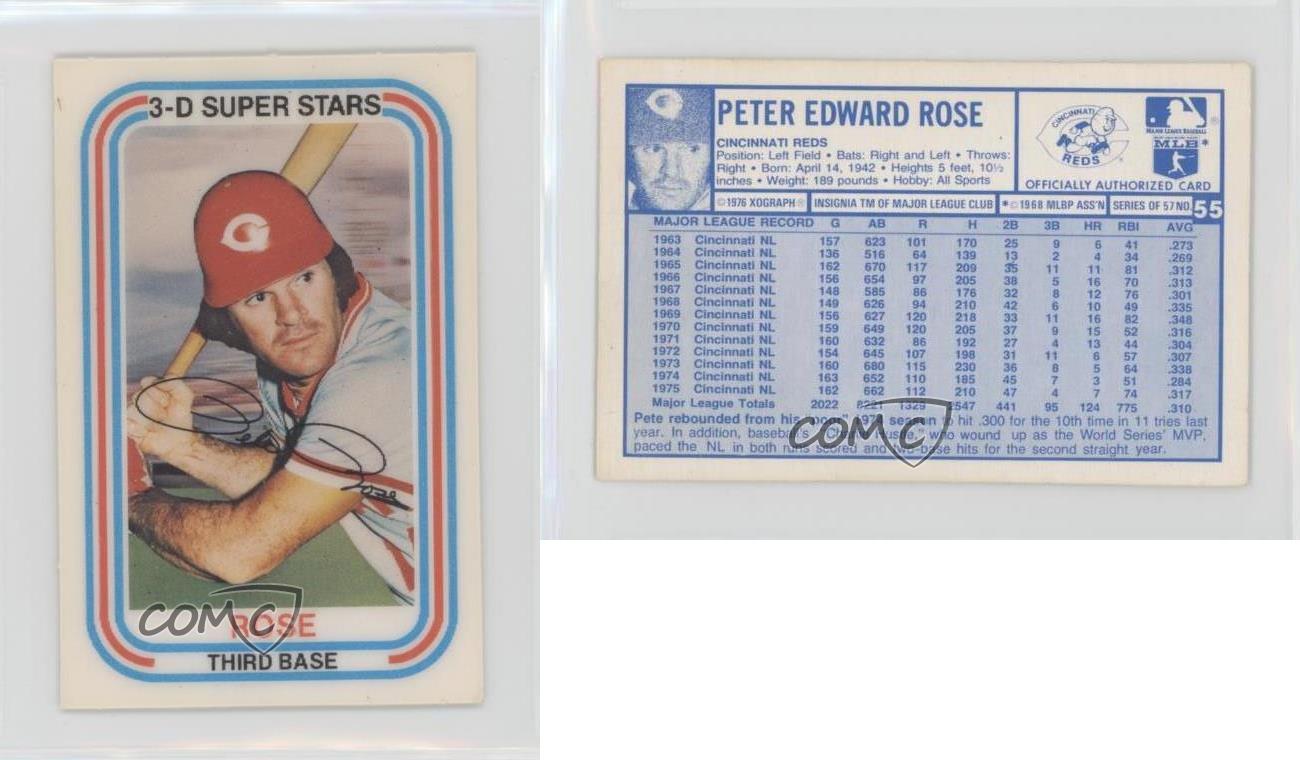 3-D SUPER STARS
Pete Rose
COMC
ROSE
THIRD BASE
PETER EDWARD ROSE
CINCINNATI REDS
Position: Left Field • Bats: Right and Left • Throws:
Right • Born: April 14, 1942 • Heights 5 feet, 10½
inches • Weight: 189 pounds • Hobby: All Sports
CINCINNATI
REDS
MAJOR LEAGUE BASEBALL
MLB*
OFFICIALLY AUTHORIZED CARD
©1976 XOGRAPH® INSIGNIA TM OF MAJOR LEAGUE CLUB *©1968 MLBP ASS'N SERIES OF 57 NO. 55
MAJOR LEAGUE RECORD G AB R H 2B 3B HR RBI AVG
1963 Cincinnati NL 157 623 101 170 25 9 6 41 .273
1964 Cincinnati NL 136 516 64 139 13 2 4 34 .269
1965 Cincinnati NL 162 670 117 209 35 11 11 81 .312
1966 Cincinnati NL 156 654 97 205 38 5 16 70 .313
1967 Cincinnati NL 148 585 86 176 32 8 12 76 .301
1968 Cincinnati NL 149 626 94 210 42 6 10 49 .335
1969 Cincinnati NL 156 627 120 218 33 11 16 82 .348
1970 Cincinnati NL 159 649 120 205 37 9 15 52 .316
1971 Cincinnati NL 160 632 86 192 27 4 13 44 .304
1972 Cincinnati NL 154 645 107 198 31 11 6 57 .307
1973 Cincinnati NL 160 680 115 230 36 8 5 64 .338
1974 Cincinnati NL 163 652 110 185 45 7 3 51 .284
1975 Cincinnati NL 162 662 112 210 47 4 7 74 .317
Major League Totals 2022 8221 1329 2547 441 95 124 775 .310
Pete rebounded from his "poor" 1974 season to hit .300 for the 10th time in 11 tries last
year. In addition, baseball's "Charlie Hustle," who wound up as the World Series' MVP,
paced the NL in both runs scored and two-base hits for the second straight year.
COMC